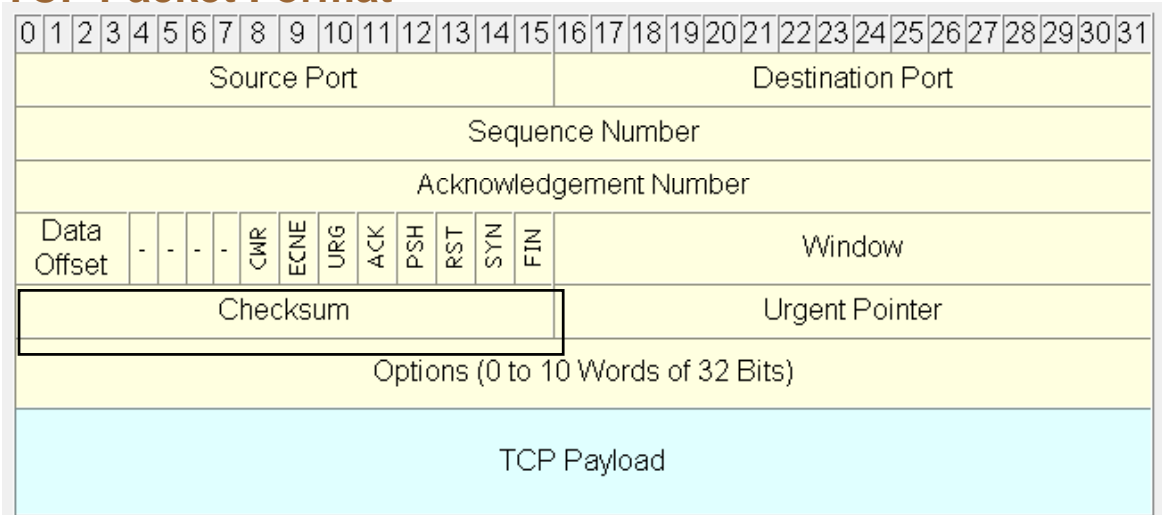 TCP Packet Format
0 1 2 3 4 5 6 7 8 9 10 11 12 13 14 15 16 17 18 19 20 21 22 23 24 25 26 27 28 29 30 31
Source Port Destination Port
Sequence Number
Acknowledgement Number
Data Offset - - - - CWR ECNE URG ACK PSH RST SYN FIN Window
Checksum Urgent Pointer
Options (0 to 10 Words of 32 Bits)
TCP Payload